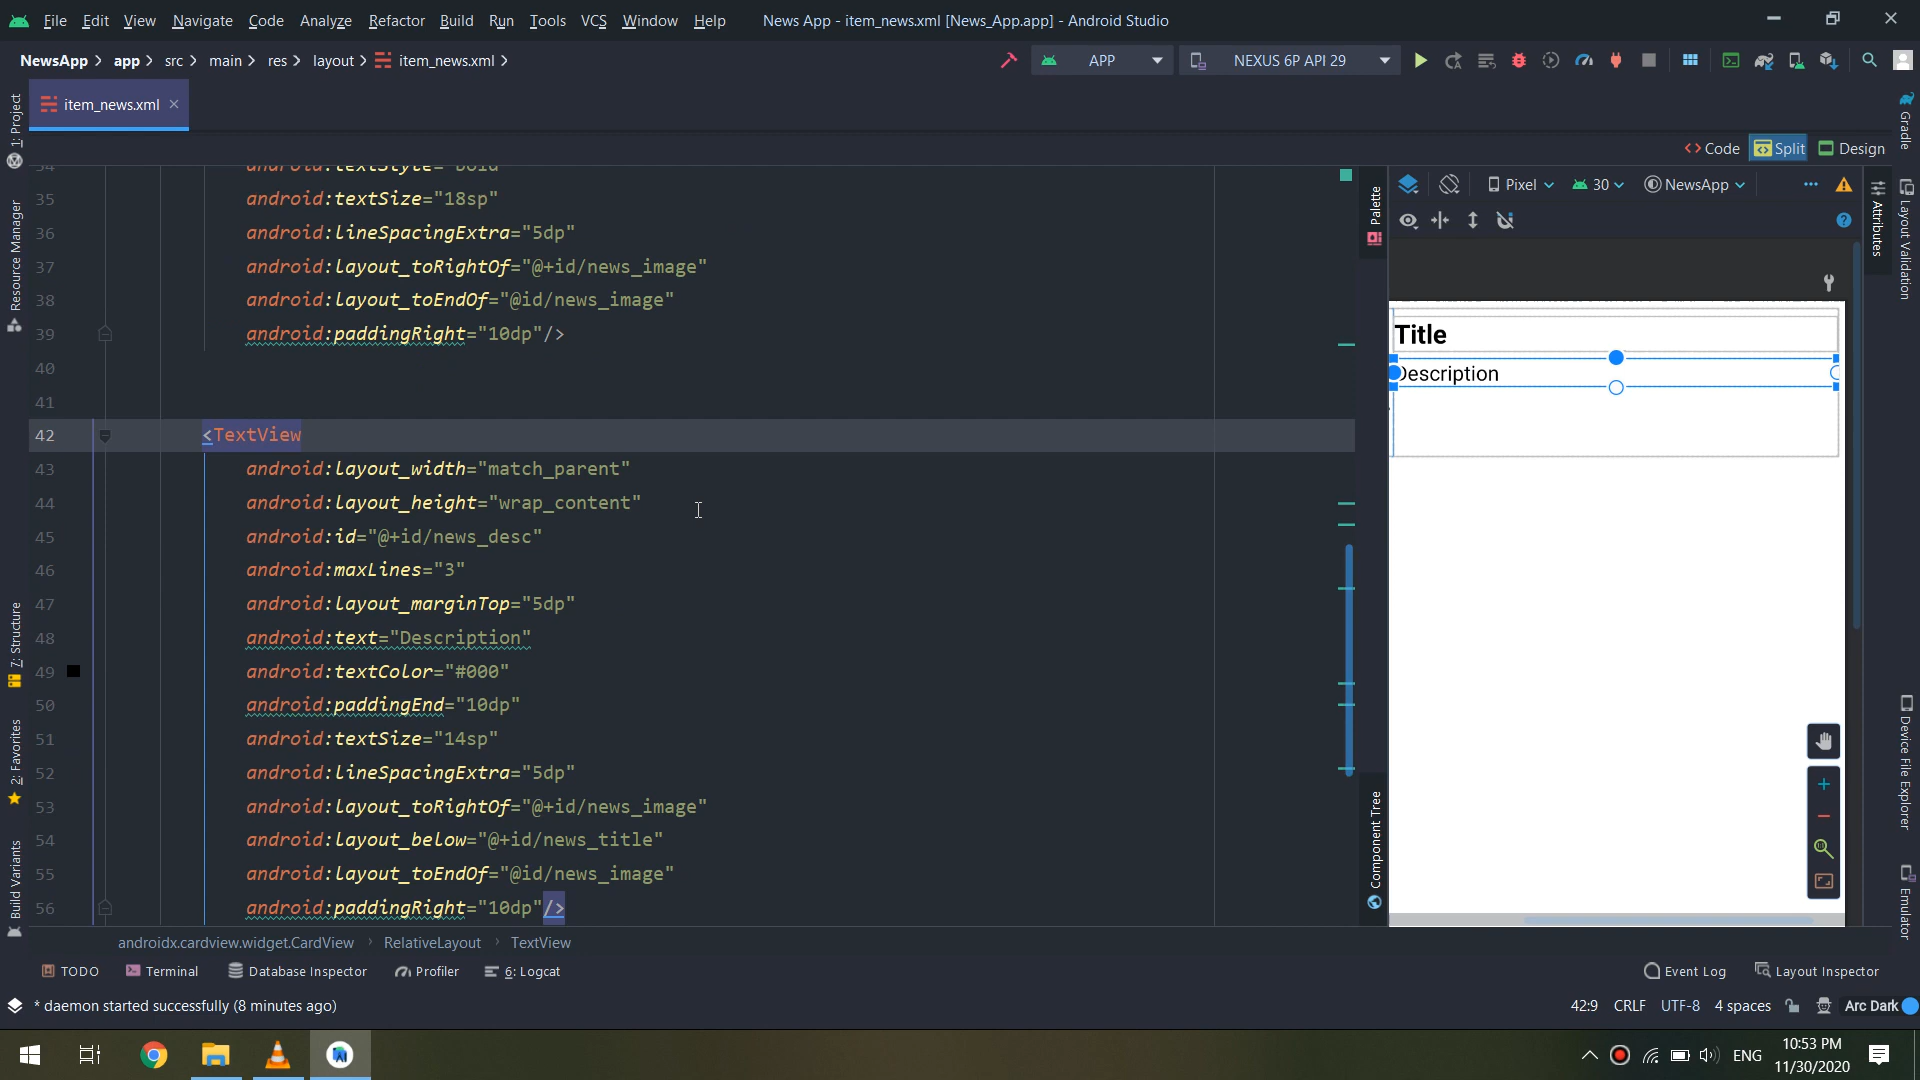 File Edit View Navigate Code Analyze Refactor Build Run Tools VCS Window Help News App - item_news.xml [News_App.app] - Android Studio
NewsApp app src main res layout item_news.xml APP NEXUS 6P API 29
item_news.xml
Code Split Design
34 android:textStyle="bold"
35 android:textSize="18sp"
36 android:lineSpacingExtra="5dp"
37 android:layout_toRightOf="@+id/news_image"
38 android:layout_toEndOf="@id/news_image"
39 android:paddingRight="10dp"/>
40
41
42 <TextView
43 android:layout_width="match_parent"
44 android:layout_height="wrap_content"
45 android:id="@+id/news_desc"
46 android:maxLines="3"
47 android:layout_marginTop="5dp"
48 android:text="Description"
49 android:textColor="#000"
50 android:paddingEnd="10dp"
51 android:textSize="14sp"
52 android:lineSpacingExtra="5dp"
53 android:layout_toRightOf="@+id/news_image"
54 android:layout_below="@+id/news_title"
55 android:layout_toEndOf="@id/news_image"
56 android:paddingRight="10dp"/>
1: Project
Resource Manager
7: Structure
2: Favorites
Build Variants
Palette
Component Tree
Pixel 30 NewsApp
Title
Description
Attributes
Gradle
Layout Validation
Device File Explorer
Emulator
androidx.cardview.widget.CardView RelativeLayout TextView
TODO Terminal Database Inspector Profiler 6: Logcat Event Log Layout Inspector
* daemon started successfully (8 minutes ago) 42:9 CRLF UTF-8 4 spaces Arc Dark
ENG 10:53 PM
11/30/2020